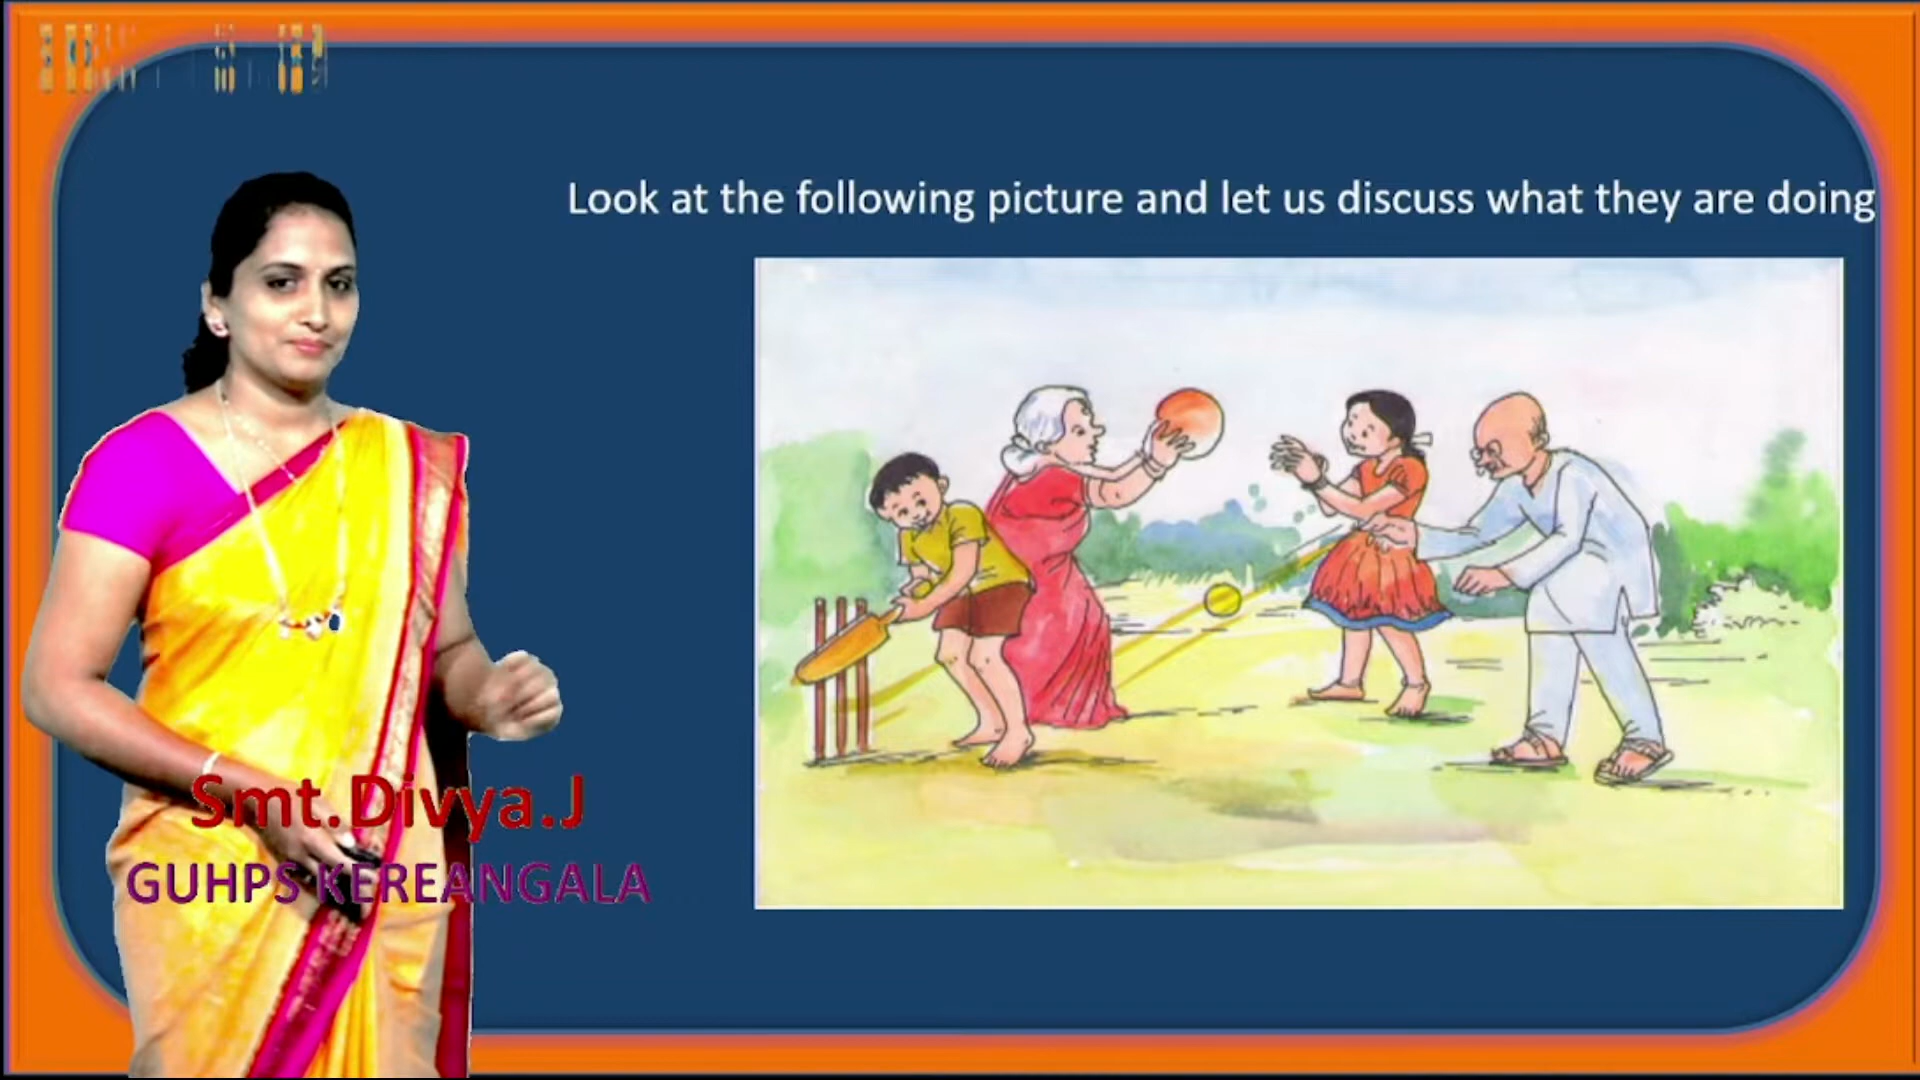 Look at the following picture and let us discuss what they are doing
Smt.Divya.J
GUHPS KEREANGALA